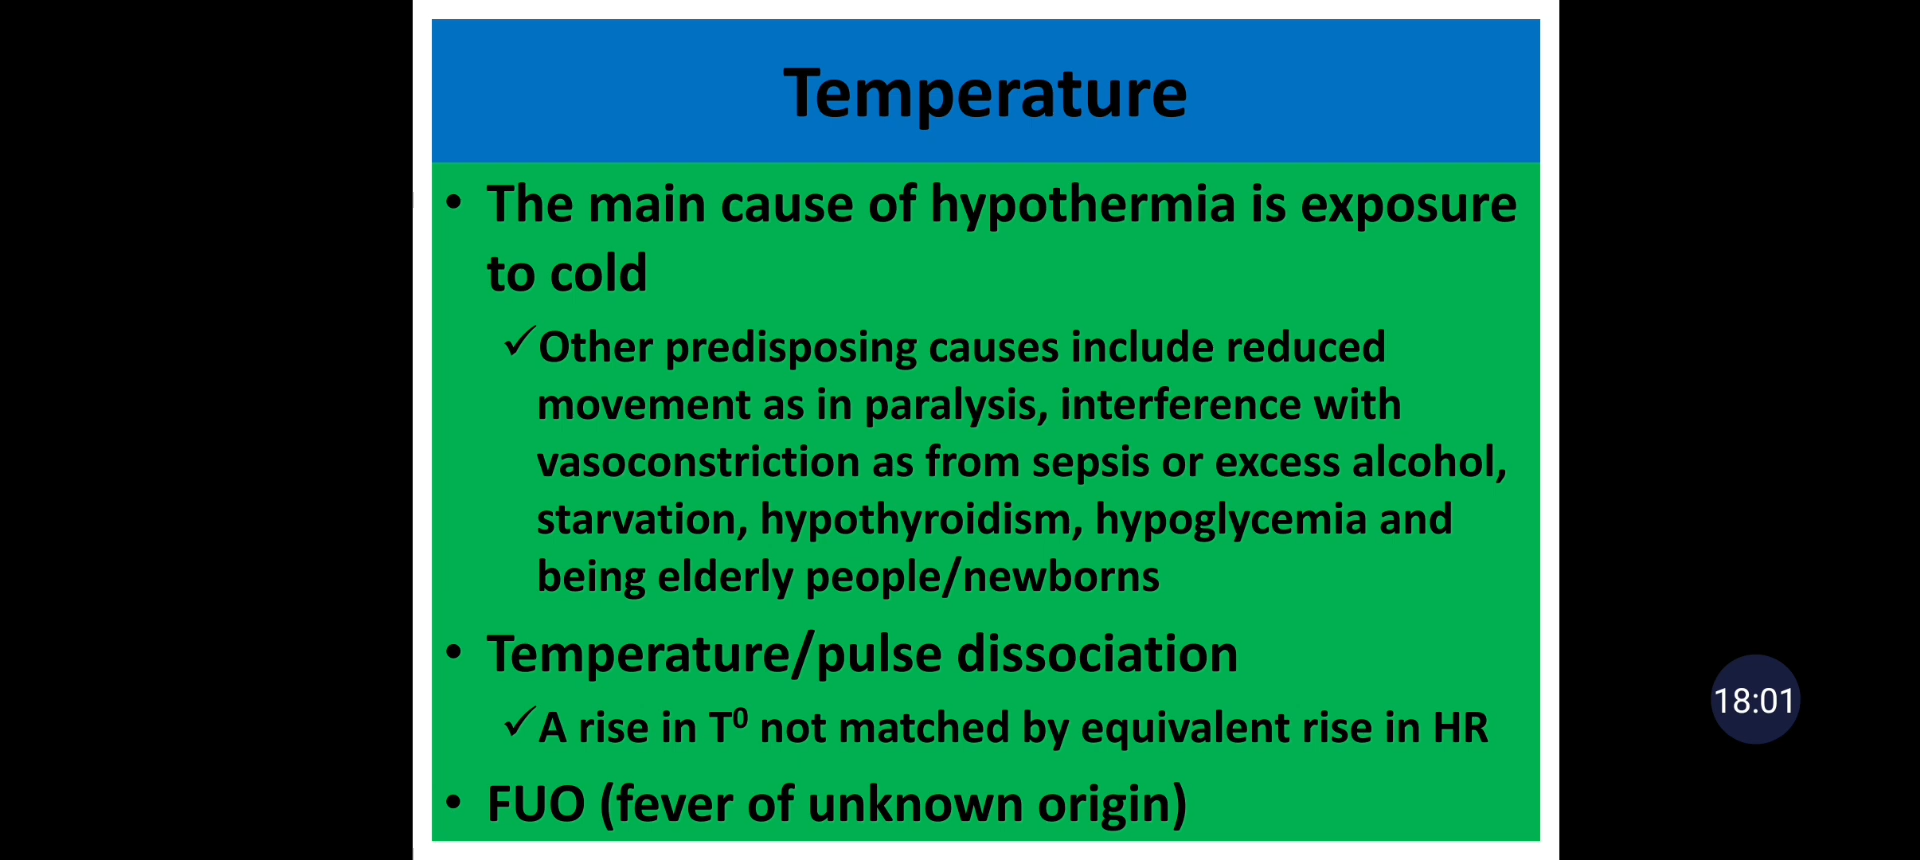 Temperature
• The main cause of hypothermia is exposure
to cold
✓Other predisposing causes include reduced
movement as in paralysis, interference with
vasoconstriction as from sepsis or excess alcohol,
starvation, hypothyroidism, hypoglycemia and
being elderly people/newborns
• Temperature/pulse dissociation
✓A rise in T⁰ not matched by equivalent rise in HR
• FUO (fever of unknown origin)
18:01